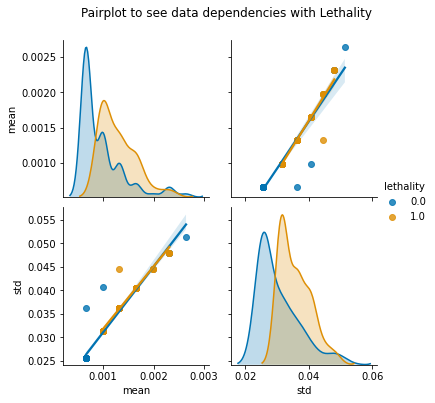 Pairplot to see data dependencies with Lethality
0.0025
0.0020
0.0015
0.0010
mean
lethality
0.0
1.0
0.055
0.050
0.045
0.040
0.035
0.030
0.025
std
0.001 0.002 0.003
mean
0.02 0.04 0.06
std